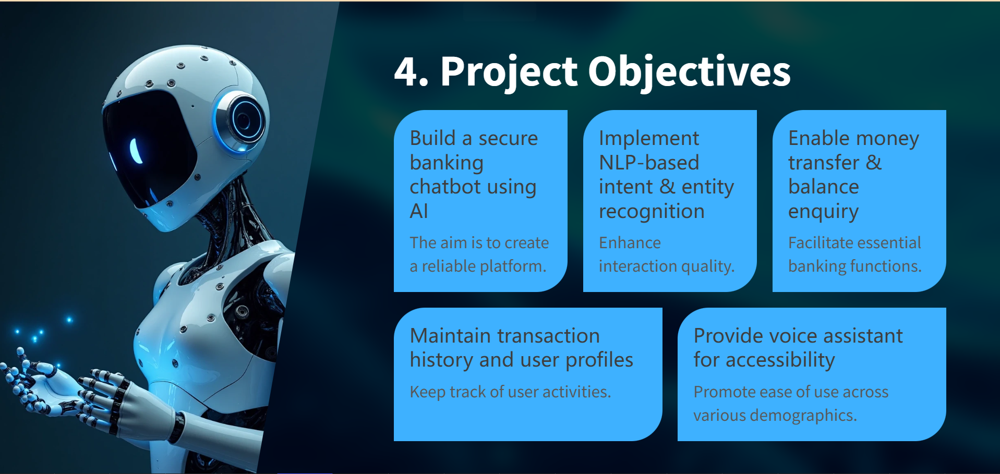 4. Project Objectives
Build a secure
banking
chatbot using
AI
The aim is to create
a reliable platform.
Implement
NLP-based
intent & entity
recognition
Enhance
interaction quality.
Enable money
transfer &
balance
enquiry
Facilitate essential
banking functions.
Maintain transaction
history and user profiles
Keep track of user activities.
Provide voice assistant
for accessibility
Promote ease of use across
various demographics.